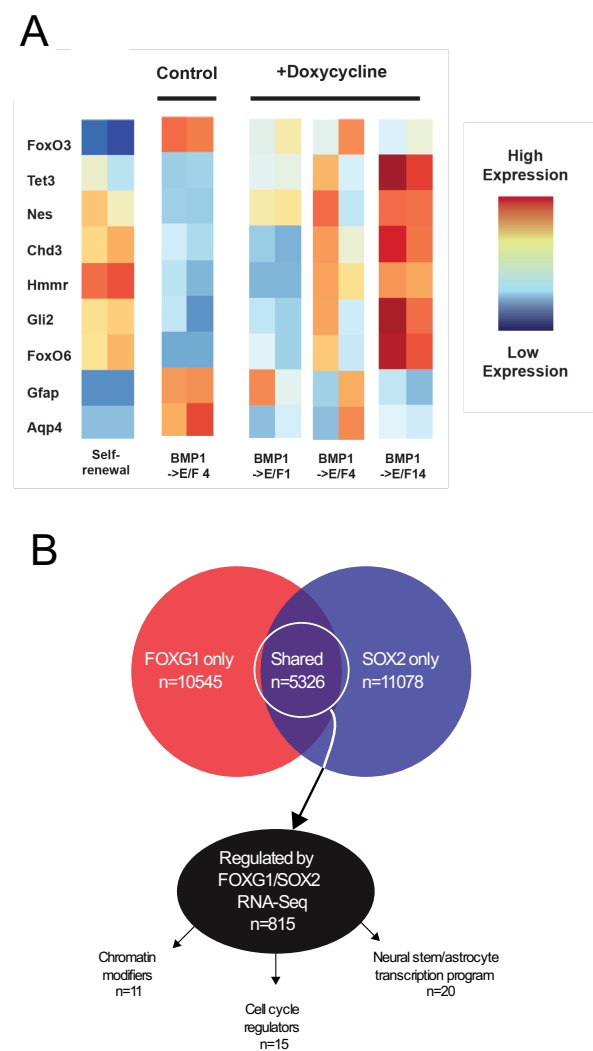 A
Control
+Doxycycline
FoxO3
Tet3
Nes
Chd3
Hmmr
Gli2
FoxO6
Gfap
Aqp4
Self-
renewal
BMP1
->E/F 4
BMP1
->E/F1
BMP1
->E/F4
BMP1
->E/F14
High
Expression
Low
Expression
B
FOXG1 only
n=10545
Shared
n=5326
SOX2 only
n=11078
Regulated by
FOXG1/SOX2
RNA-Seq
n=815
Chromatin
modifiers
n=11
Cell cycle
regulators
n=15
Neural stem/astrocyte
transcription program
n=20